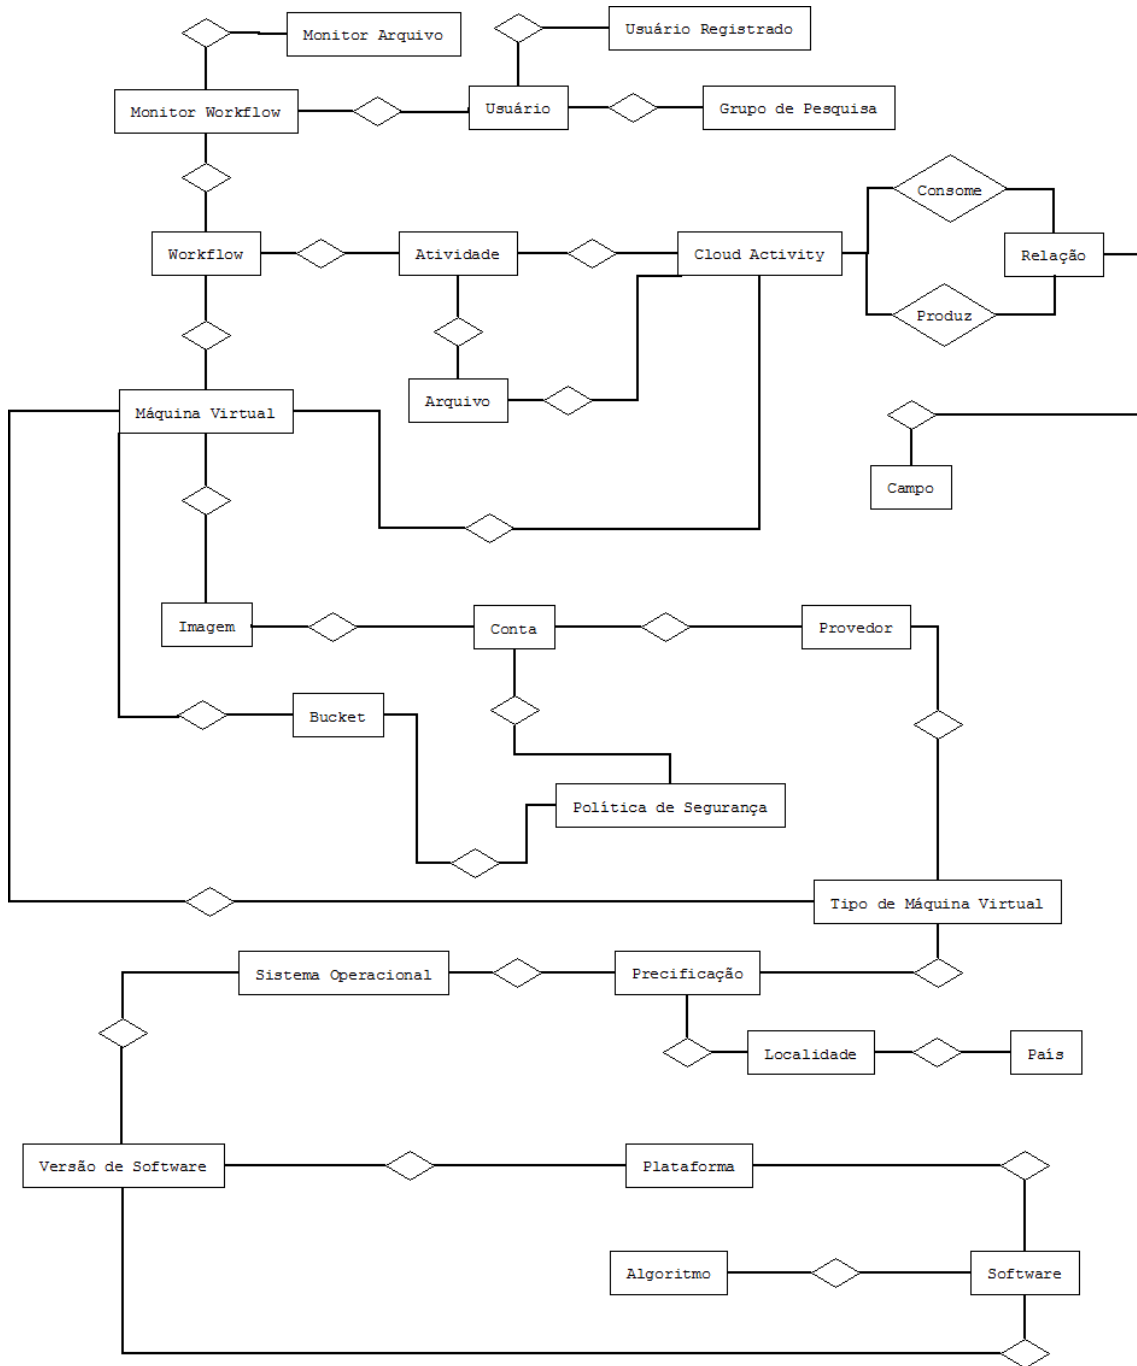 Monitor Arquivo
Usuário Registrado
Monitor Workflow
Usuário
Grupo de Pesquisa
Consome
Workflow
Atividade
Cloud Activity
Relação
Produz
Arquivo
Máquina Virtual
Campo
Imagem
Conta
Provedor
Bucket
Política de Segurança
Tipo de Máquina Virtual
Sistema Operacional
Precificação
Localidade
País
Versão de Software
Plataforma
Algoritmo
Software